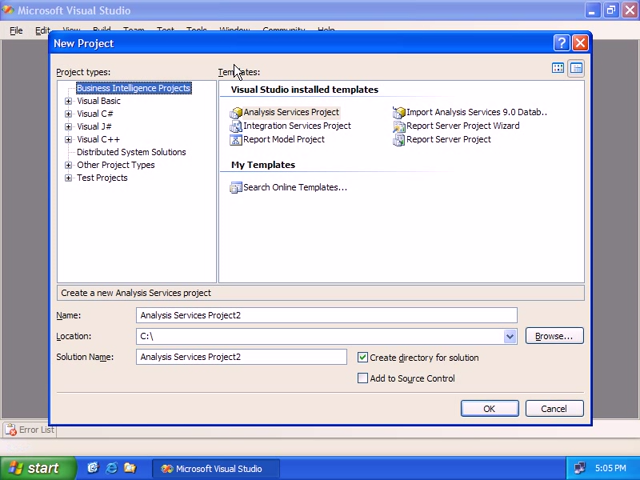 Microsoft Visual Studio
File Edit View Build Team Test Tools Window Community Help
New Project
Project types: Templates:
Business Intelligence Projects
Visual Basic
Visual C#
Visual J#
Visual C++
Distributed System Solutions
Other Project Types
Test Projects
Visual Studio installed templates
Analysis Services Project
Integration Services Project
Report Model Project
Import Analysis Services 9.0 Datab..
Report Server Project Wizard
Report Server Project
My Templates
Search Online Templates...
Create a new Analysis Services project
Name: Analysis Services Project2
Location: C:\ Browse...
Solution Name: Analysis Services Project2 Create directory for solution
Add to Source Control
OK Cancel
Error List
start Microsoft Visual Studio 5:05 PM